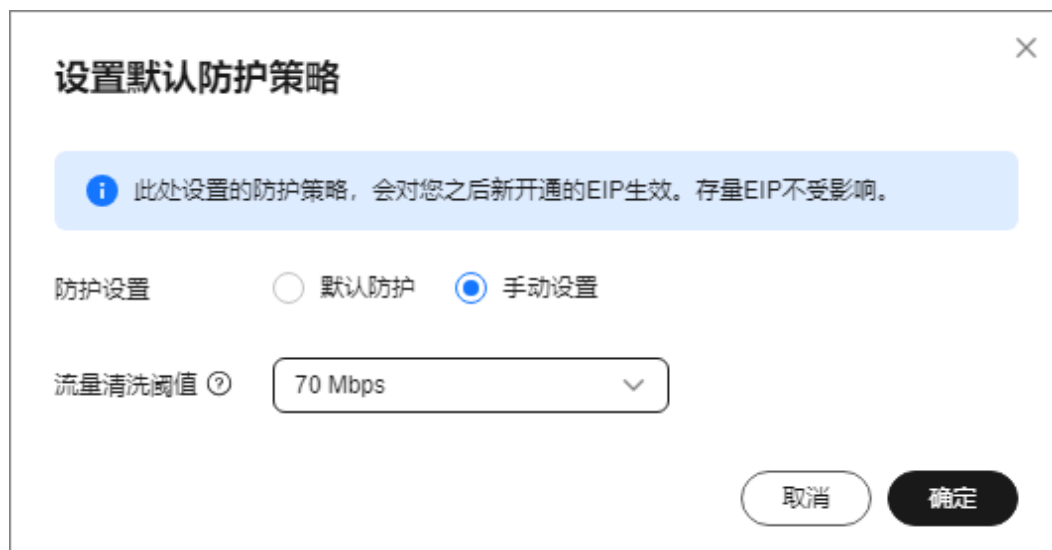 设置默认防护策略
此处设置的防护策略，会对您之后新开通的EIP生效。存量EIP不受影响。
防护设置 默认防护 手动设置
流量清洗阈值 70 Mbps
取消 确定